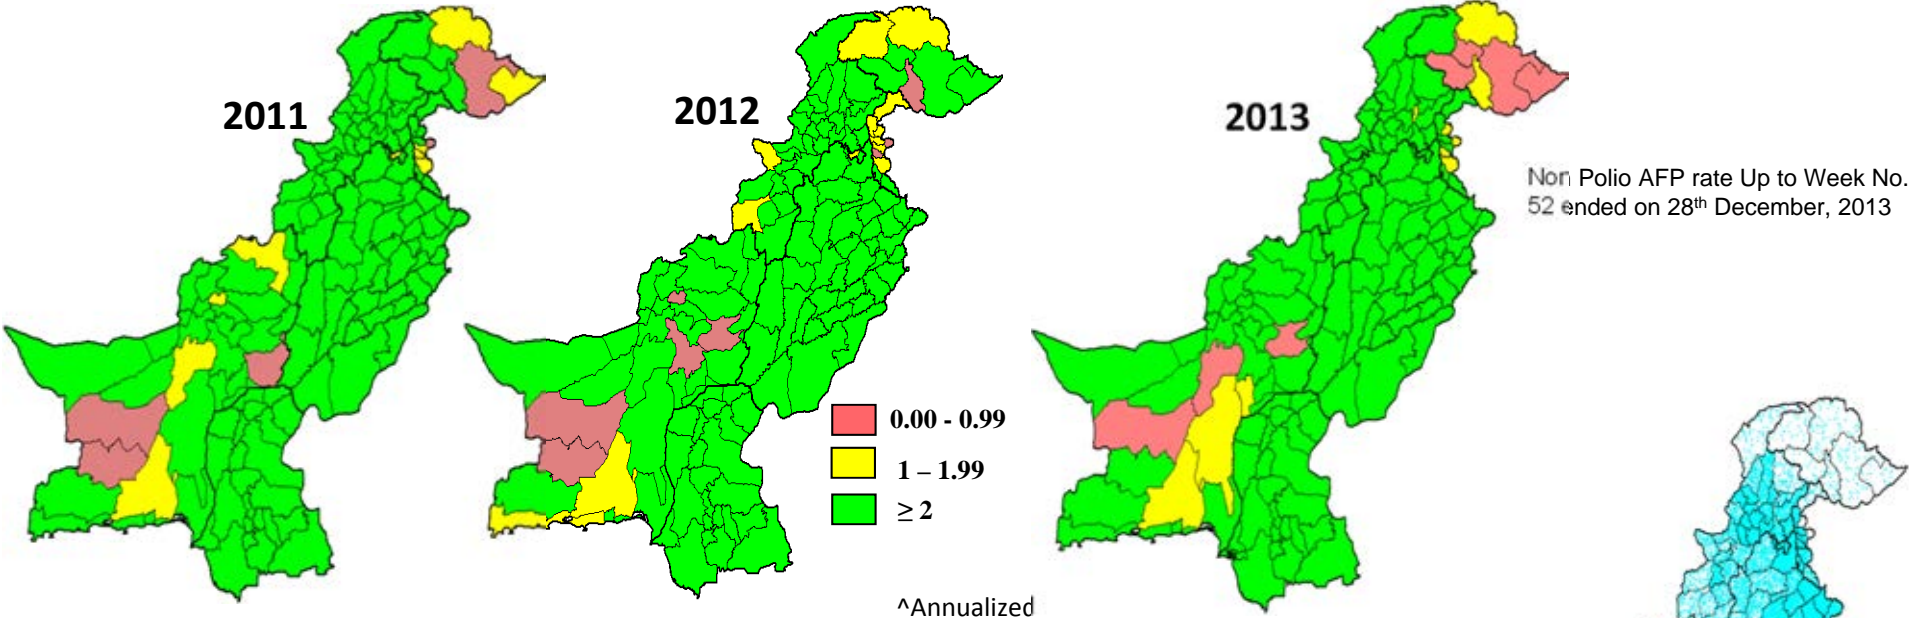 2011
2012
2013
Non Polio AFP rate Up to Week No.
52 ended on 28th December, 2013
0.00 - 0.99
1 – 1.99
≥ 2
^Annualized